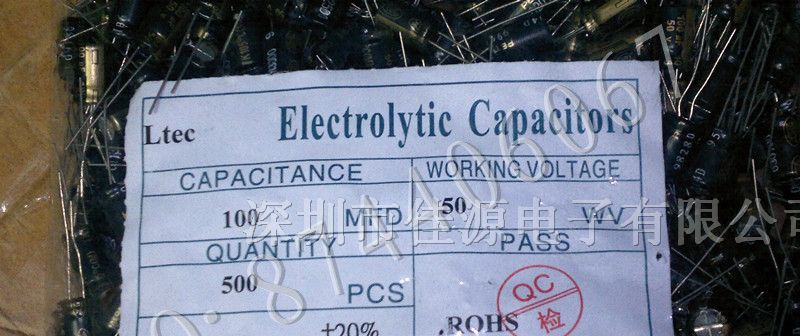 Ltec Electrolytic Capacitors
CAPACITANCE WORKING VOLTAGE
100 MFD 50 WV
QUANTITY PASS
500 PCS
QC
±20% .ROHS 检
深圳市佳源电子有限公司
874406067